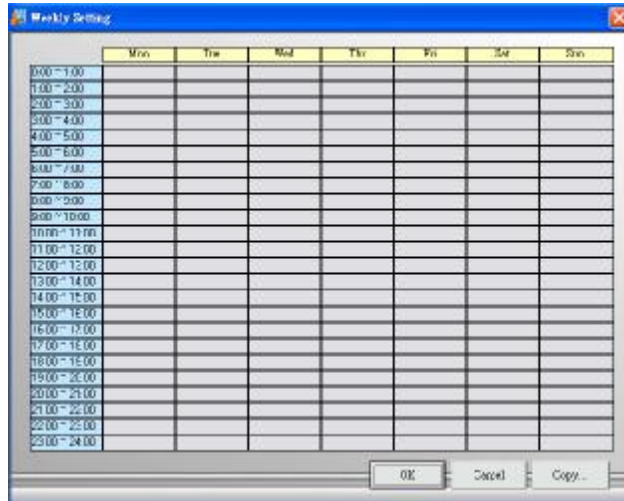 Weekly Setting
Mon Tue Wed Thr Fri Sat Sun
0:00 ~ 1:00
1:00 ~ 2:00
2:00 ~ 3:00
3:00 ~ 4:00
4:00 ~ 5:00
5:00 ~ 6:00
6:00 ~ 7:00
7:00 ~ 8:00
8:00 ~ 9:00
9:00 ~ 10:00
10:00 ~ 11:00
11:00 ~ 12:00
12:00 ~ 13:00
13:00 ~ 14:00
14:00 ~ 15:00
15:00 ~ 16:00
16:00 ~ 17:00
17:00 ~ 18:00
18:00 ~ 19:00
19:00 ~ 20:00
20:00 ~ 21:00
21:00 ~ 22:00
22:00 ~ 23:00
23:00 ~ 24:00
OK Cancel Copy...